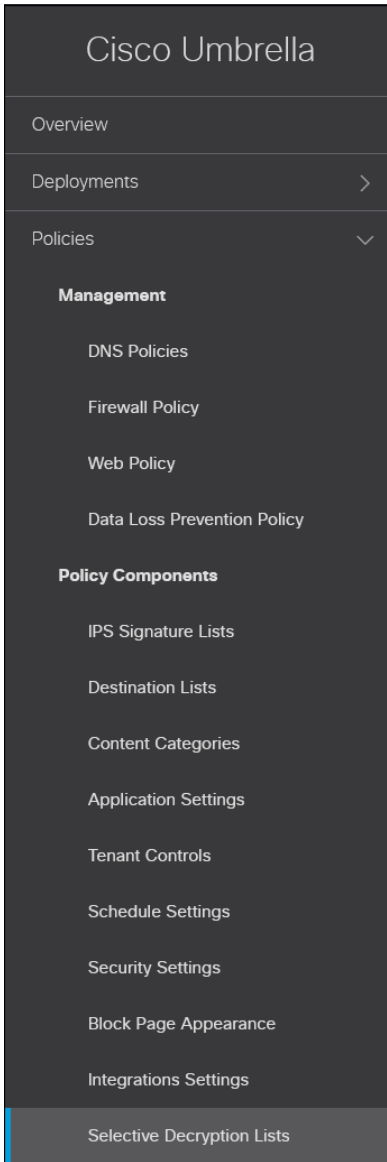 Cisco Umbrella
Overview
Deployments
Policies
Management
DNS Policies
Firewall Policy
Web Policy
Data Loss Prevention Policy
Policy Components
IPS Signature Lists
Destination Lists
Content Categories
Application Settings
Tenant Controls
Schedule Settings
Security Settings
Block Page Appearance
Integrations Settings
Selective Decryption Lists